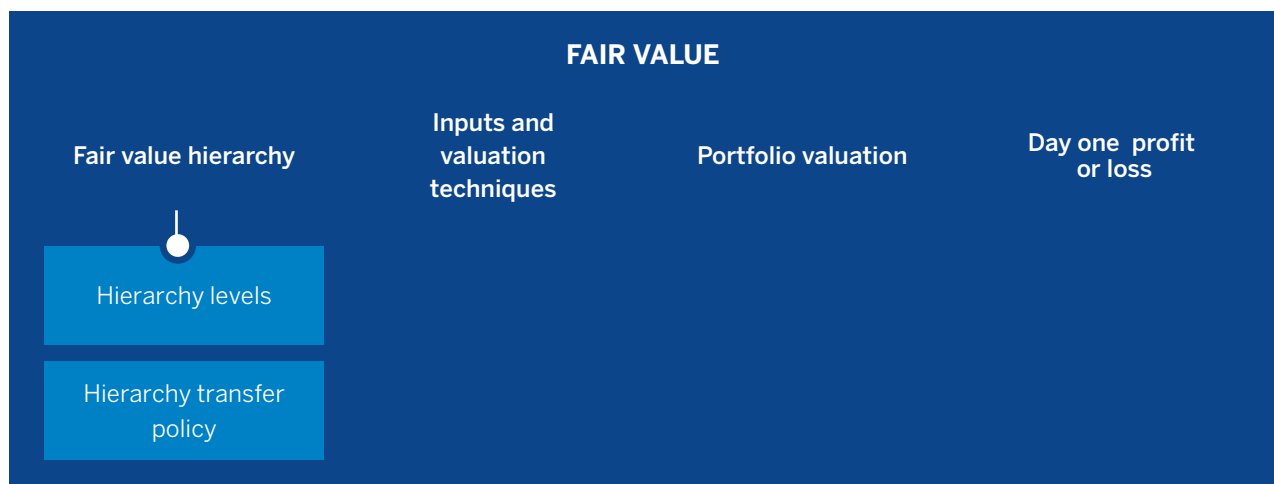 FAIR VALUE
Fair value hierarchy
Inputs and
valuation
techniques
Portfolio valuation
Day one profit
or loss
Hierarchy levels
Hierarchy transfer
policy